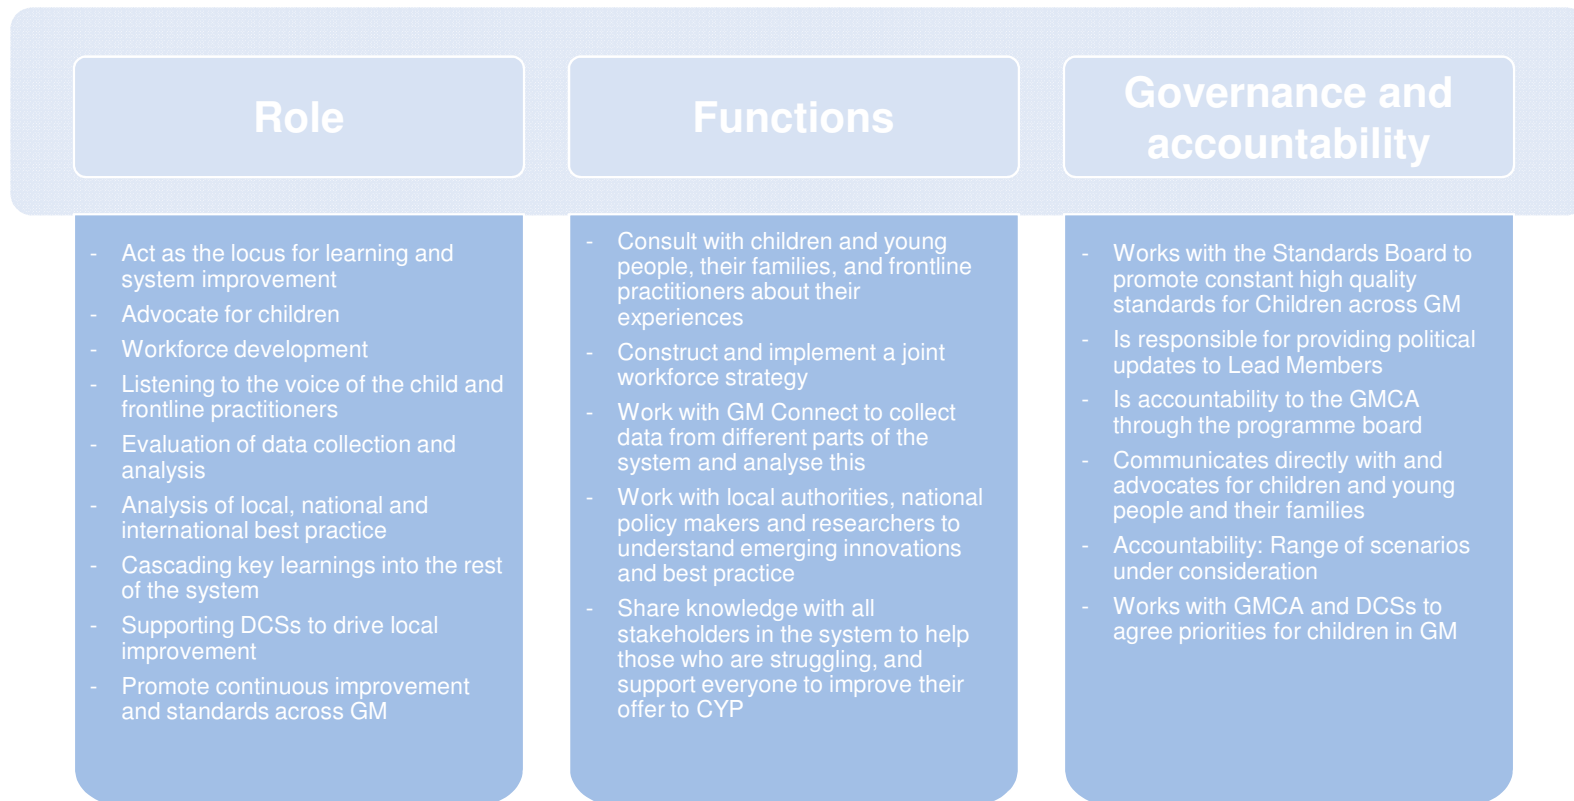 Role
- Act as the locus for learning and
system improvement
- Advocate for children
- Workforce development
- Listening to the voice of the child and
frontline practitioners
- Evaluation of data collection and
analysis
- Analysis of local, national and
international best practice
- Cascading key learnings into the rest
of the system
- Supporting DCSs to drive local
improvement
- Promote continuous improvement
and standards across GM
Functions
- Consult with children and young
people, their families, and frontline
practitioners about their
experiences
- Construct and implement a joint
workforce strategy
- Work with GM Connect to collect
data from different parts of the
system and analyse this
- Work with local authorities, national
policy makers and researchers to
understand emerging innovations
and best practice
- Share knowledge with all
stakeholders in the system to help
those who are struggling, and
support everyone to improve their
offer to CYP
Governance and
accountability
- Works with the Standards Board to
promote constant high quality
standards for Children across GM
- Is responsible for providing political
updates to Lead Members
- Is accountability to the GMCA
through the programme board
- Communicates directly with and
advocates for children and young
people and their families
- Accountability: Range of scenarios
under consideration
- Works with GMCA and DCSs to
agree priorities for children in GM